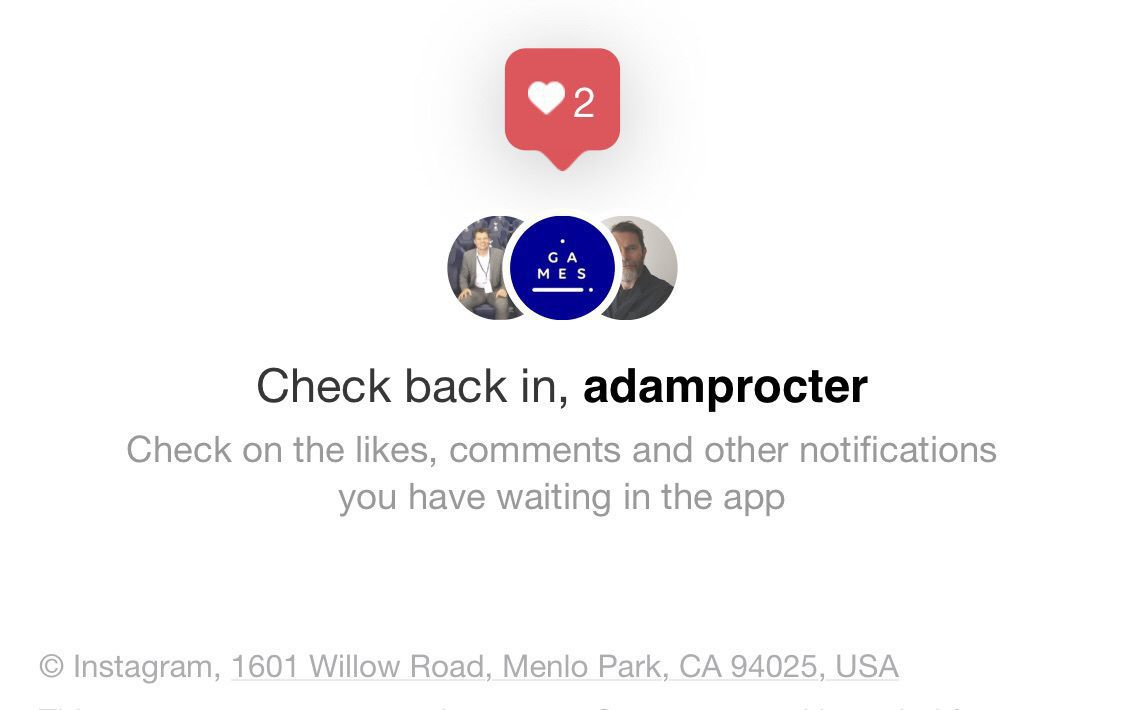 2
GA
MES
Check back in, adamprocter
Check on the likes, comments and other notifications
you have waiting in the app
© Instagram, 1601 Willow Road, Menlo Park, CA 94025, USA